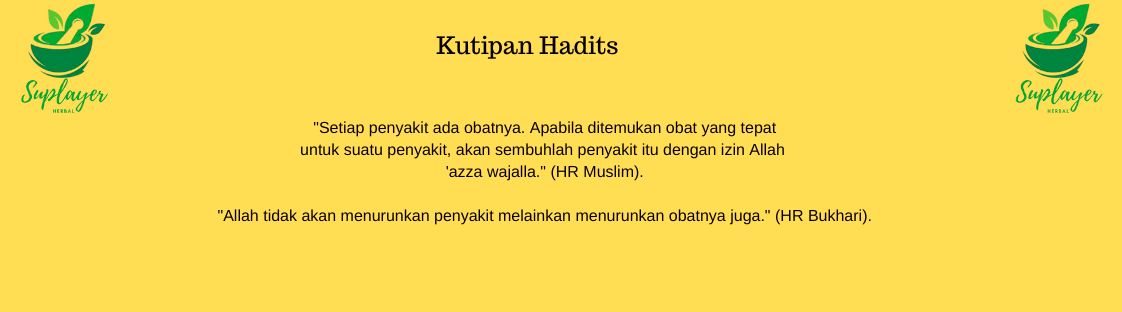 Suplayer
HERBAL
Kutipan Hadits
Suplayer
HERBAL
"Setiap penyakit ada obatnya. Apabila ditemukan obat yang tepat
untuk suatu penyakit, akan sembuhlah penyakit itu dengan izin Allah
'azza wajalla." (HR Muslim).
"Allah tidak akan menurunkan penyakit melainkan menurunkan obatnya juga." (HR Bukhari).